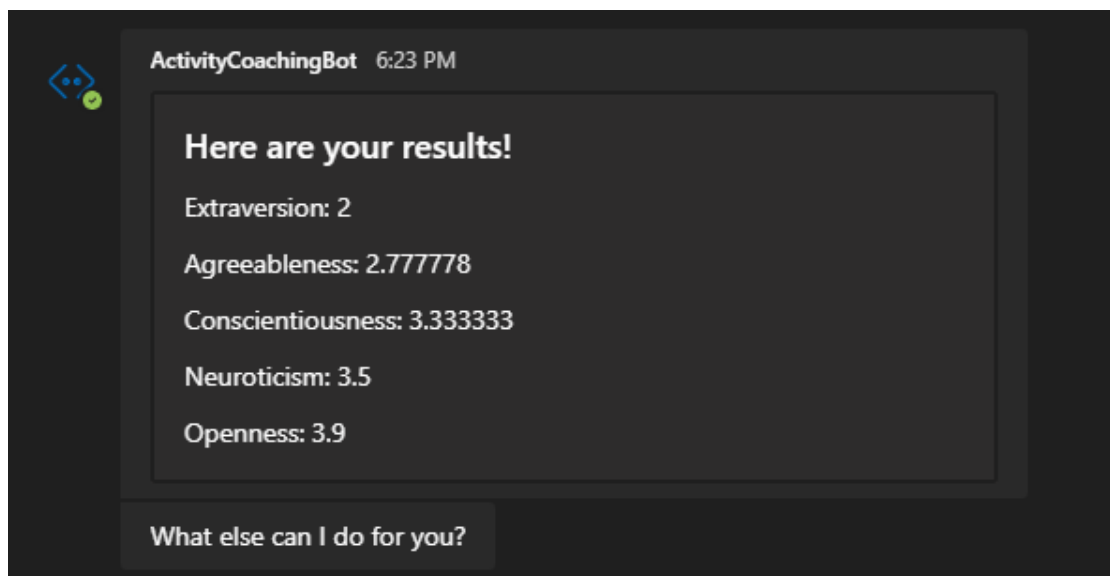 ActivityCoachingBot 6:23 PM
Here are your results!
Extraversion: 2
Agreeableness: 2.777778
Conscientiousness: 3.333333
Neuroticism: 3.5
Openness: 3.9
What else can I do for you?